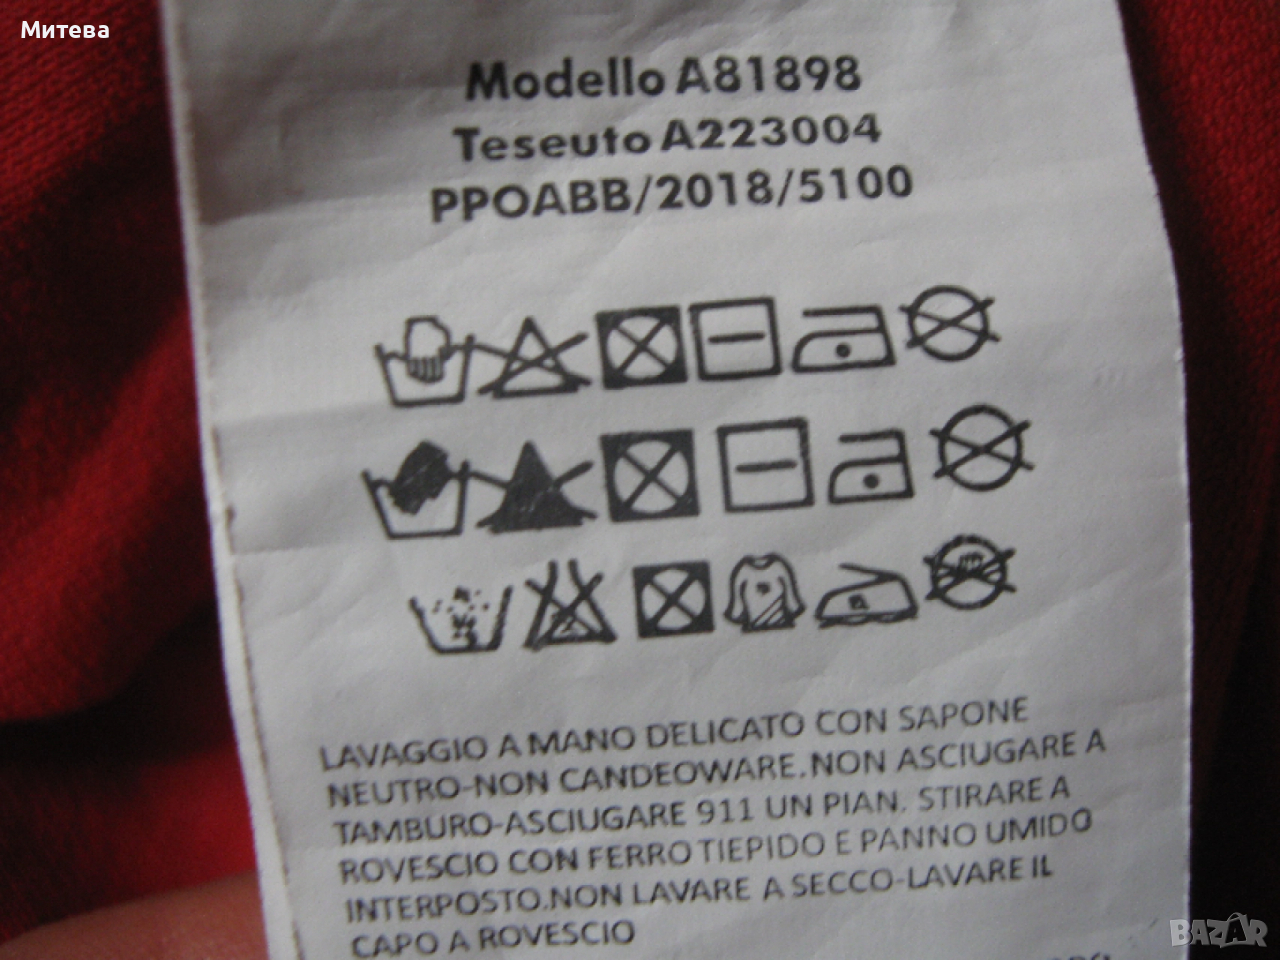 Митева
Modello A81898
Teseuto A223004
PPOABB/2018/5100
LAVAGGIO A MANO DELICATO CON SAPONE
NEUTRO-NON CANDEOWARE.NON ASCIUGARE A
TAMBURO-ASCIUGARE 911 UN PIAN. STIRARE A
ROVESCIO CON FERRO TIEPIDO E PANNO UMIDO
INTERPOSTO.NON LAVARE A SECCO-LAVARE IL
CAPO A ROVESCIO
BAZAR